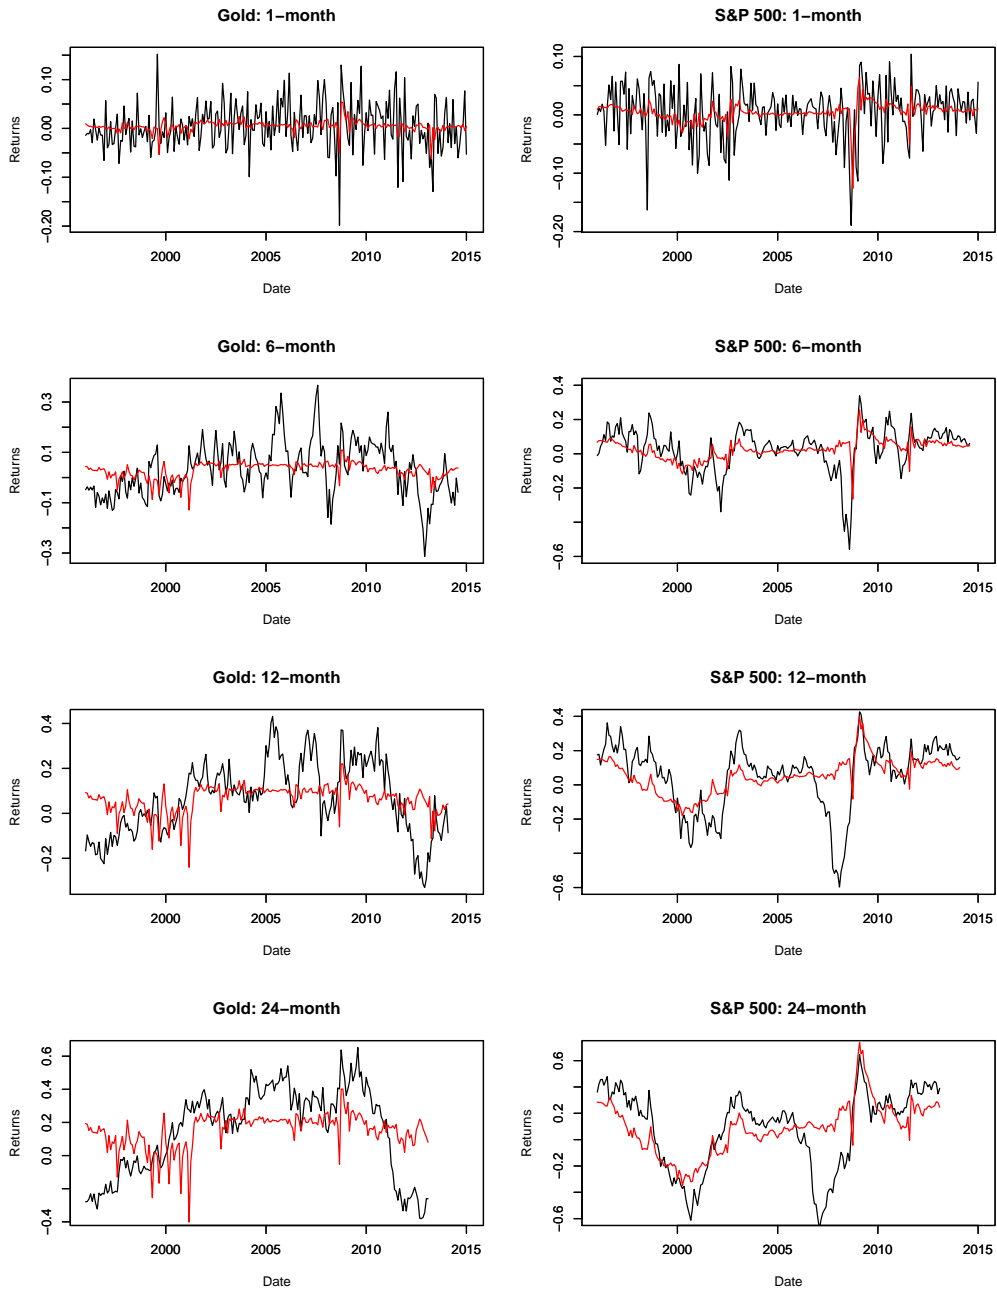 Gold: 1−month
Returns
0.10
0.00
−0.10
−0.20
2000 2005 2010 2015
Date
S&P 500: 1−month
Returns
0.10
0.00
−0.10
−0.20
2000 2005 2010 2015
Date
Gold: 6−month
Returns
0.3
0.1
−0.1
−0.3
2000 2005 2010 2015
Date
S&P 500: 6−month
Returns
0.4
0.2
0.0
−0.2
−0.6
2000 2005 2010 2015
Date
Gold: 12−month
Returns
0.4
0.2
0.0
−0.2
2000 2005 2010 2015
Date
S&P 500: 12−month
Returns
0.4
0.2
0.0
−0.2
−0.6
2000 2005 2010 2015
Date
Gold: 24−month
Returns
0.6
0.4
0.2
0.0
−0.4
2000 2005 2010 2015
Date
S&P 500: 24−month
Returns
0.6
0.2
−0.2
−0.6
2000 2005 2010 2015
Date